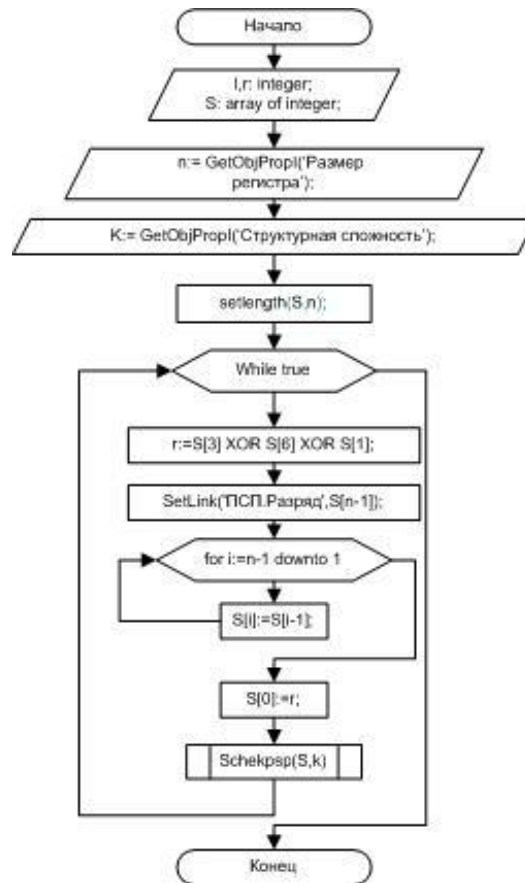 Начало
I,r: integer;
S: array of integer;
n:= GetObjPropI('Размер
регистра');
K:= GetObjPropI('Структурная сложность');
setlength(S,n);
While true
r:=S[3] XOR S[6] XOR S[1];
SetLink('ПСП.Разряд',S[n-1]);
for i:=n-1 downto 1
S[i]:=S[i-1];
S[0]:=r;
Schekpsp(S,k)
Конец